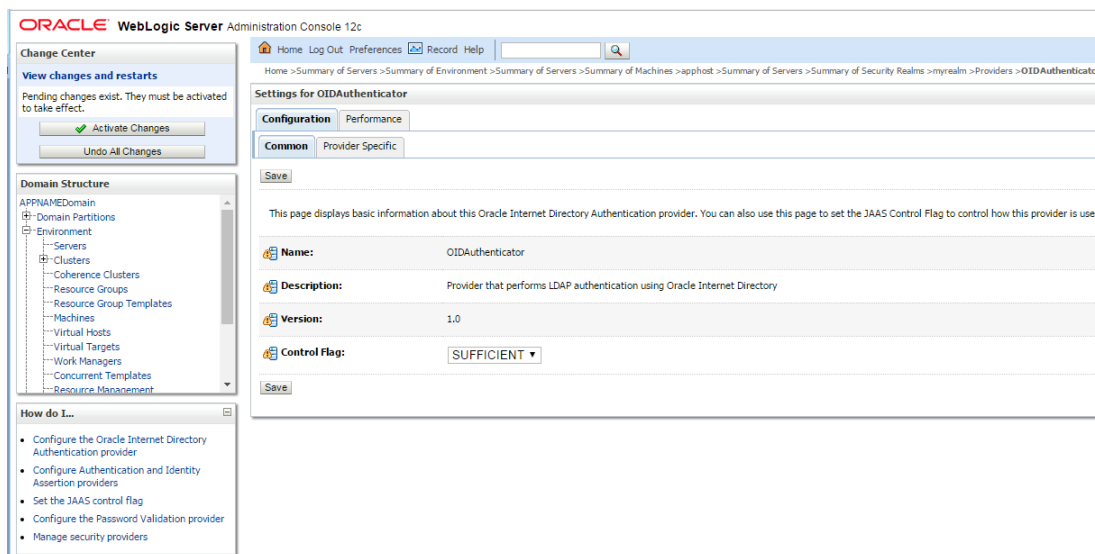 ORACLE WebLogic Server Administration Console 12c
Change Center
View changes and restarts
Pending changes exist. They must be activated
to take effect.
Activate Changes
Undo All Changes
Domain Structure
APPNAMEDomain
Domain Partitions
Environment
Servers
Clusters
Coherence Clusters
Resource Groups
Resource Group Templates
Machines
Virtual Hosts
Virtual Targets
Work Managers
Concurrent Templates
Resource Management
How do I...
Configure the Oracle Internet Directory
Authentication provider
Configure Authentication and Identity
Assertion providers
Set the JAAS control flag
Configure the Password Validation provider
Manage security providers
Home Log Out Preferences Record Help
Home >Summary of Servers >Summary of Environment >Summary of Servers >Summary of Machines >apphost >Summary of Servers >Summary of Security Realms >myrealm >Providers >OIDAuthenticato
Settings for OIDAuthenticator
Configuration Performance
Common Provider Specific
Save
This page displays basic information about this Oracle Internet Directory Authentication provider. You can also use this page to set the JAAS Control Flag to control how this provider is use
Name: OIDAuthenticator
Description: Provider that performs LDAP authentication using Oracle Internet Directory
Version: 1.0
Control Flag: SUFFICIENT
Save